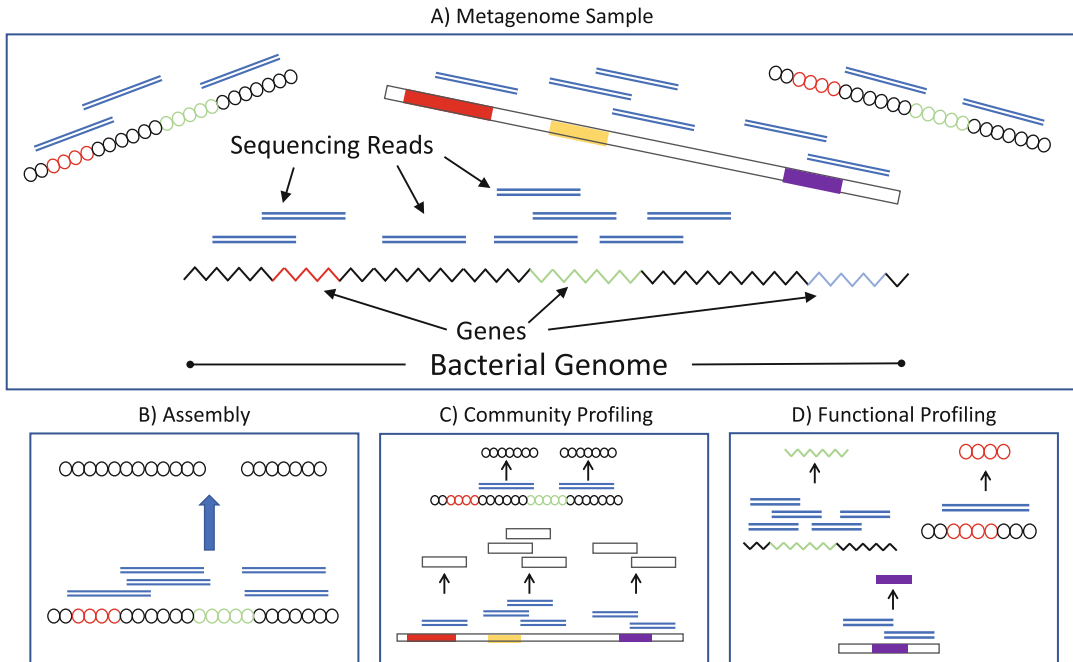 A) Metagenome Sample
Sequencing Reads
Genes
Bacterial Genome
B) Assembly
C) Community Profiling
D) Functional Profiling